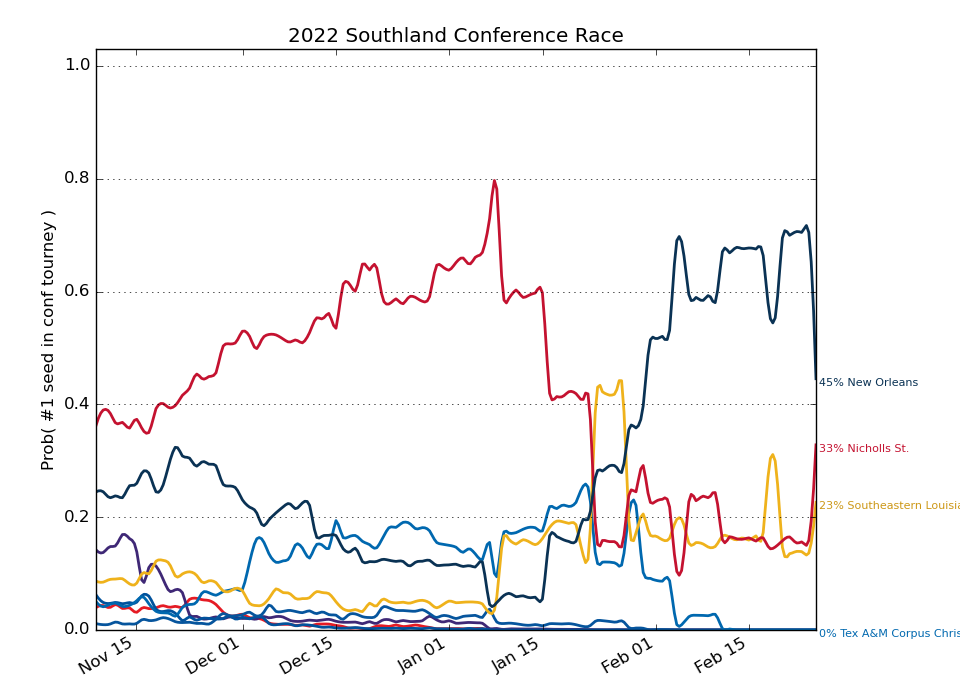 2022 Southland Conference Race
Prob( #1 seed in conf tourney )
1.0
0.8
0.6
0.4
0.2
0.0
Nov 15
Dec 01
Dec 15
Jan 01
Jan 15
Feb 01
Feb 15
45% New Orleans
33% Nicholls St.
23% Southeastern Louisia
0% Tex A&M Corpus Chris